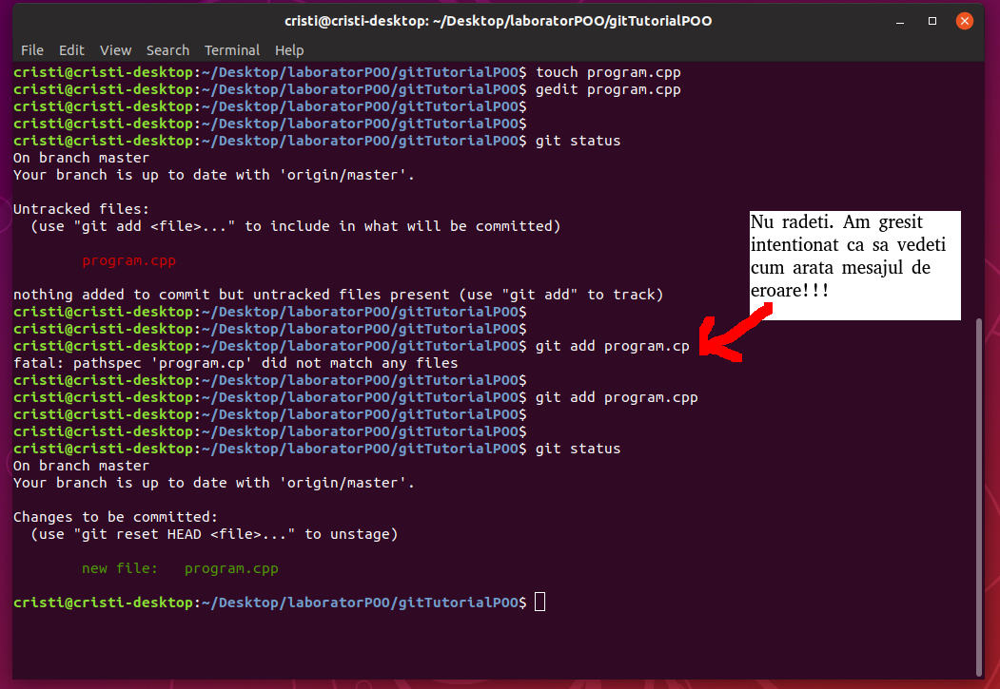 cristi@cristi-desktop: ~/Desktop/laboratorPOO/gitTutorialPOO
File Edit View Search Terminal Help
cristi@cristi-desktop:~/Desktop/laboratorPOO/gitTutorialPOO$ touch program.cpp
cristi@cristi-desktop:~/Desktop/laboratorPOO/gitTutorialPOO$ gedit program.cpp
cristi@cristi-desktop:~/Desktop/laboratorPOO/gitTutorialPOO$
cristi@cristi-desktop:~/Desktop/laboratorPOO/gitTutorialPOO$
cristi@cristi-desktop:~/Desktop/laboratorPOO/gitTutorialPOO$ git status
On branch master
Your branch is up to date with 'origin/master'.
Untracked files:
(use "git add <file>..." to include in what will be committed)
program.cpp
nothing added to commit but untracked files present (use "git add" to track)
cristi@cristi-desktop:~/Desktop/laboratorPOO/gitTutorialPOO$
cristi@cristi-desktop:~/Desktop/laboratorPOO/gitTutorialPOO$
cristi@cristi-desktop:~/Desktop/laboratorPOO/gitTutorialPOO$ git add program.cp
fatal: pathspec 'program.cp' did not match any files
cristi@cristi-desktop:~/Desktop/laboratorPOO/gitTutorialPOO$
cristi@cristi-desktop:~/Desktop/laboratorPOO/gitTutorialPOO$ git add program.cpp
cristi@cristi-desktop:~/Desktop/laboratorPOO/gitTutorialPOO$
cristi@cristi-desktop:~/Desktop/laboratorPOO/gitTutorialPOO$
cristi@cristi-desktop:~/Desktop/laboratorPOO/gitTutorialPOO$ git status
On branch master
Your branch is up to date with 'origin/master'.
Changes to be committed:
(use "git reset HEAD <file>..." to unstage)
new file:   program.cpp
cristi@cristi-desktop:~/Desktop/laboratorPOO/gitTutorialPOO$
Nu radeti. Am gresit
intentionat ca sa vedeti
cum arata mesajul de
eroare!!!